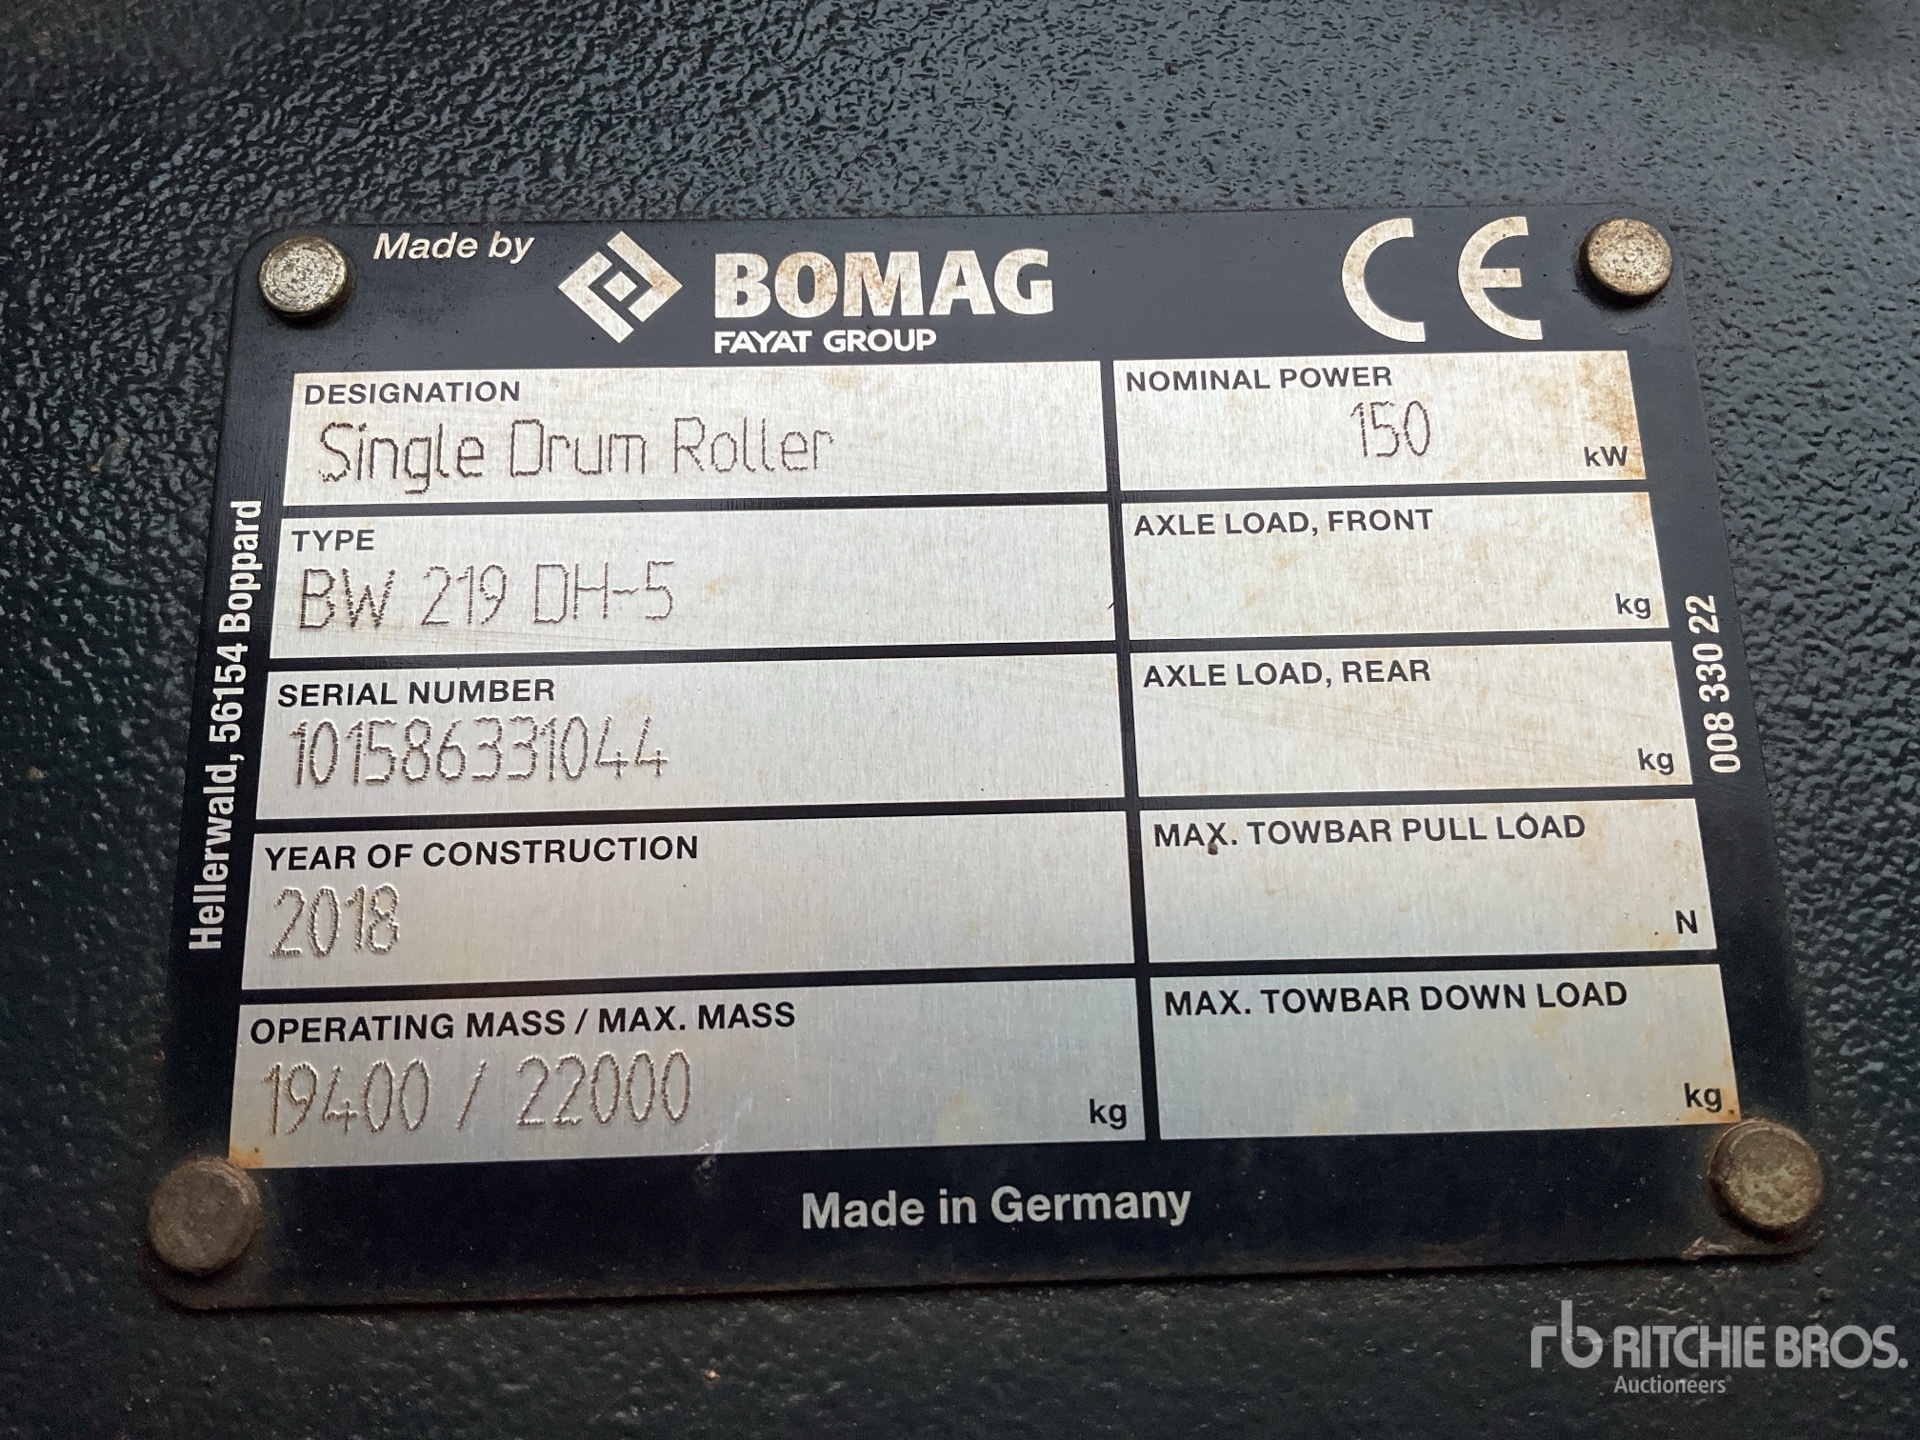 Made by
BOMAG
FAYAT GROUP
CE
DESIGNATION
Single Drum Roller
NOMINAL POWER
150
kW
TYPE
BW 219 DH-5
AXLE LOAD, FRONT
kg
SERIAL NUMBER
101586331044
AXLE LOAD, REAR
kg
YEAR OF CONSTRUCTION
2018
MAX. TOWBAR PULL LOAD
N
OPERATING MASS / MAX. MASS
19400 / 22000
kg
MAX. TOWBAR DOWN LOAD
kg
Hellerwald, 56154 Boppard
008 330 22
Made in Germany
rb RITCHIE BROS.
Auctioneers